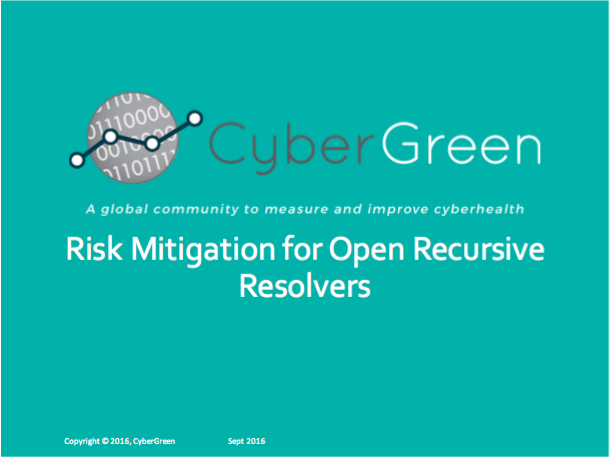 CyberGreen
A global community to measure and improve cyberhealth
Risk Mitigation for Open Recursive
Resolvers
Copyright © 2016, CyberGreen Sept 2016